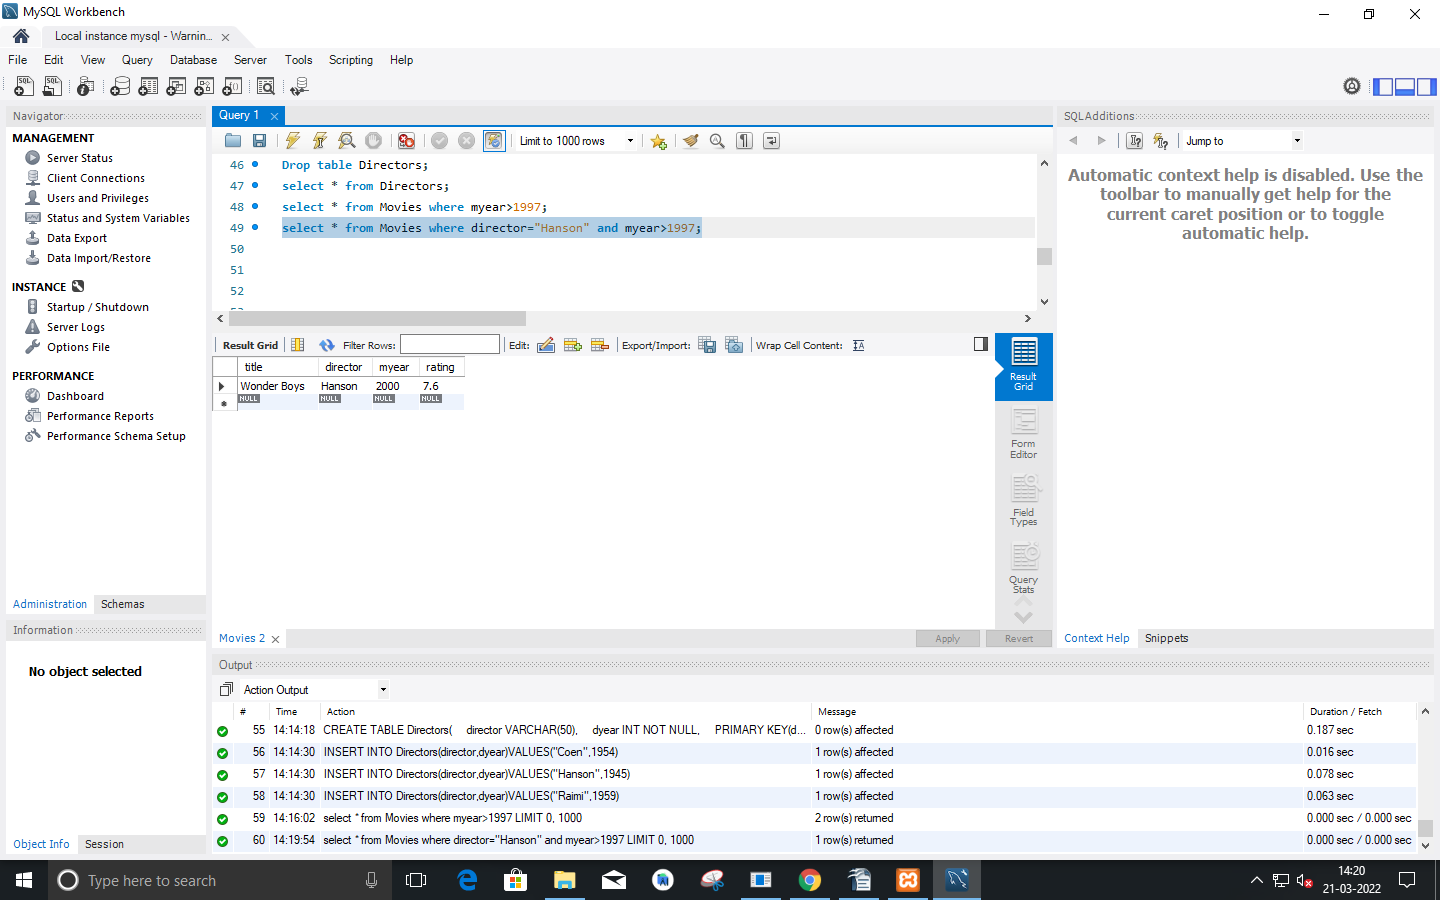 MySQL Workbench
Local instance mysql - Warnin...
File Edit View Query Database Server Tools Scripting Help
Navigator
MANAGEMENT
Server Status
Client Connections
Users and Privileges
Status and System Variables
Data Export
Data Import/Restore
INSTANCE
Startup / Shutdown
Server Logs
Options File
PERFORMANCE
Dashboard
Performance Reports
Performance Schema Setup
Administration Schemas
Information
No object selected
Object Info Session
Query 1
Limit to 1000 rows
46 Drop table Directors;
47 select * from Directors;
48 select * from Movies where myear>1997;
49 select * from Movies where director="Hanson" and myear>1997;
50
51
52
Result Grid Filter Rows: Edit: Export/Import: Wrap Cell Content:
title director myear rating
Wonder Boys Hanson 2000 7.6
NULL NULL NULL NULL
Result Grid
Form Editor
Field Types
Query Stats
Movies 2 Apply Revert
SQLAdditions
Jump to
Automatic context help is disabled. Use the
toolbar to manually get help for the
current caret position or to toggle
automatic help.
Context Help Snippets
Output
Action Output
# Time Action Message Duration / Fetch
55 14:14:18 CREATE TABLE Directors( director VARCHAR(50), dyear INT NOT NULL, PRIMARY KEY(d... 0 row(s) affected 0.187 sec
56 14:14:30 INSERT INTO Directors(director,dyear)VALUES("Coen",1954) 1 row(s) affected 0.016 sec
57 14:14:30 INSERT INTO Directors(director,dyear)VALUES("Hanson",1945) 1 row(s) affected 0.078 sec
58 14:14:30 INSERT INTO Directors(director,dyear)VALUES("Raimi",1959) 1 row(s) affected 0.063 sec
59 14:16:02 select * from Movies where myear>1997 LIMIT 0, 1000 2 row(s) returned 0.000 sec / 0.000 sec
60 14:19:54 select * from Movies where director="Hanson" and myear>1997 LIMIT 0, 1000 1 row(s) returned 0.000 sec / 0.000 sec
Type here to search
14:20
21-03-2022